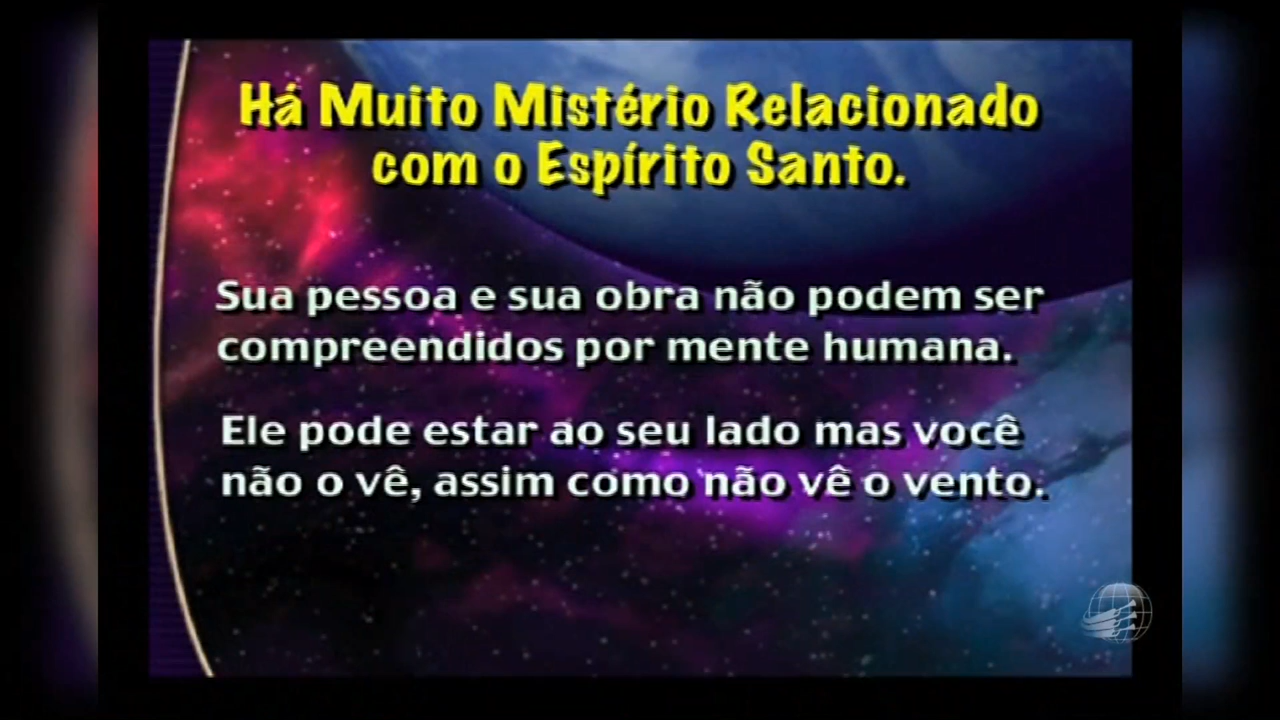 Há Muito Mistério Relacionado
com o Espírito Santo.
Sua pessoa e sua obra não podem ser
compreendidos por mente humana.
Ele pode estar ao seu lado mas você
não o vê, assim como não vê o vento.